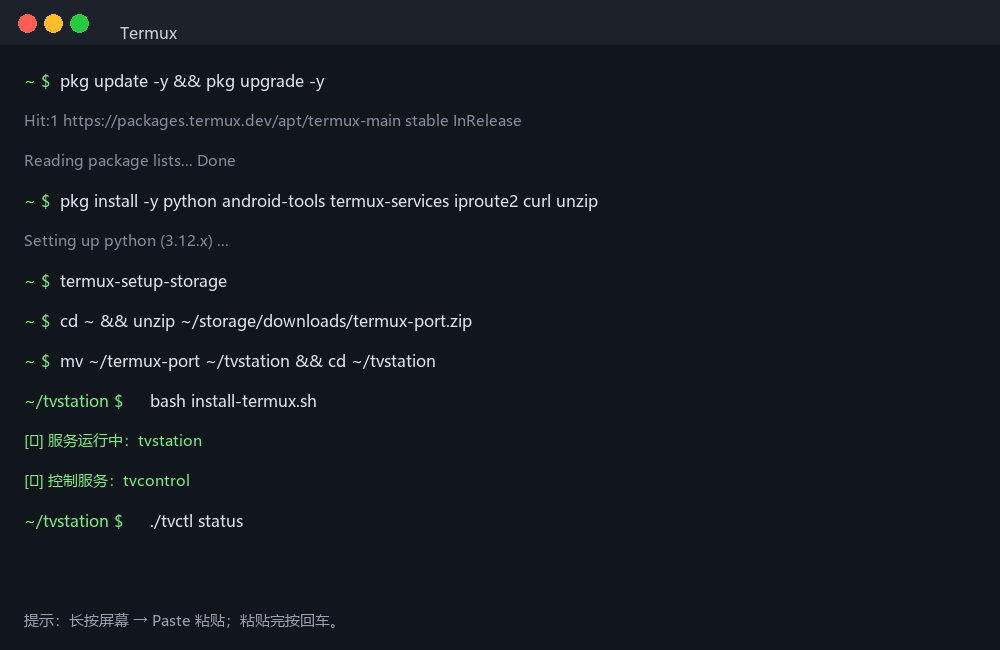 Termux
~ $ pkg update -y && pkg upgrade -y
Hit:1 https://packages.termux.dev/apt/termux-main stable InRelease
Reading package lists... Done
~ $ pkg install -y python android-tools termux-services iproute2 curl unzip
Setting up python (3.12.x) ...
~ $ termux-setup-storage
~ $ cd ~ && unzip ~/storage/downloads/termux-port.zip
~ $ mv ~/termux-port ~/tvstation && cd ~/tvstation
~/tvstation $ bash install-termux.sh
[▯] 服务运行中：tvstation
[▯] 控制服务：tvcontrol
~/tvstation $ ./tvctl status
提示：长按屏幕 → Paste 粘贴；粘贴完按回车。